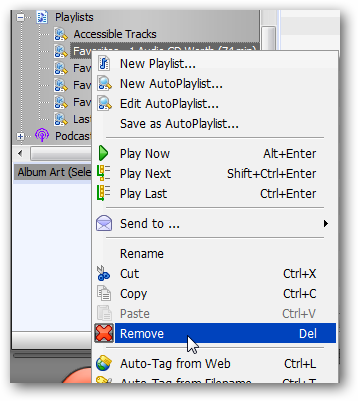 Playlists
Accessible Tracks
Favorites - 1 Audio CD Worth (74 min)
New Playlist...
New AutoPlaylist...
Edit AutoPlaylist...
Save as AutoPlaylist...
Fav
Fav
Fav
Last
Podcas
Album Art (Selec
Play Now Alt+Enter
Play Next Shift+Ctrl+Enter
Play Last Ctrl+Enter
Send to ...
Rename
Cut Ctrl+X
Copy Ctrl+C
Paste Ctrl+V
Remove Del
Auto-Tag from Web Ctrl+L
Auto-Tag from Filename Ctrl+T